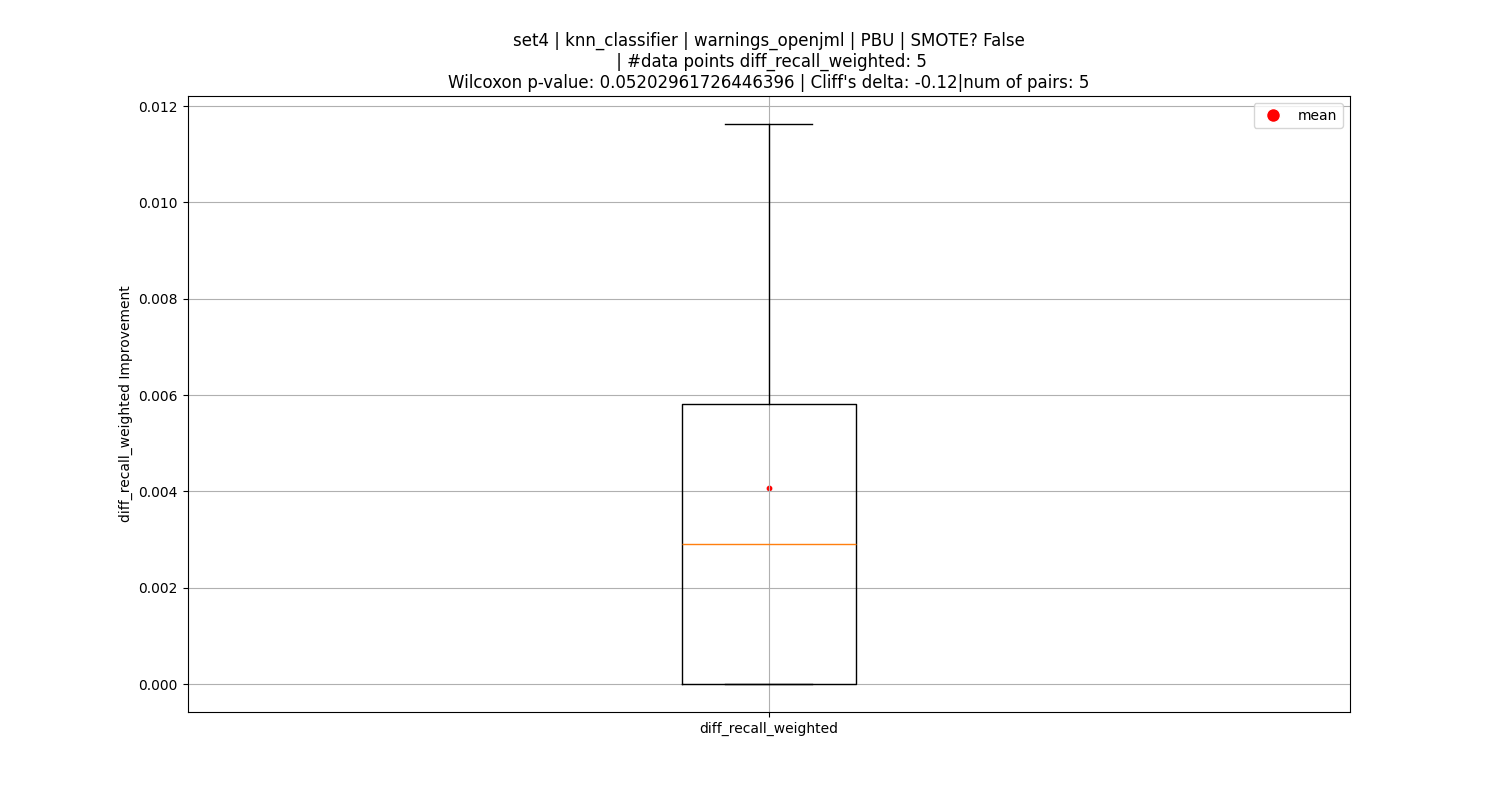 set4 | knn_classifier | warnings_openjml | PBU | SMOTE? False
| #data points diff_recall_weighted: 5
Wilcoxon p-value: 0.05202961726446396 | Cliff's delta: -0.12|num of pairs: 5
mean
0.012
0.010
0.008
0.006
0.004
0.002
0.000
diff_recall_weighted Improvement
diff_recall_weighted